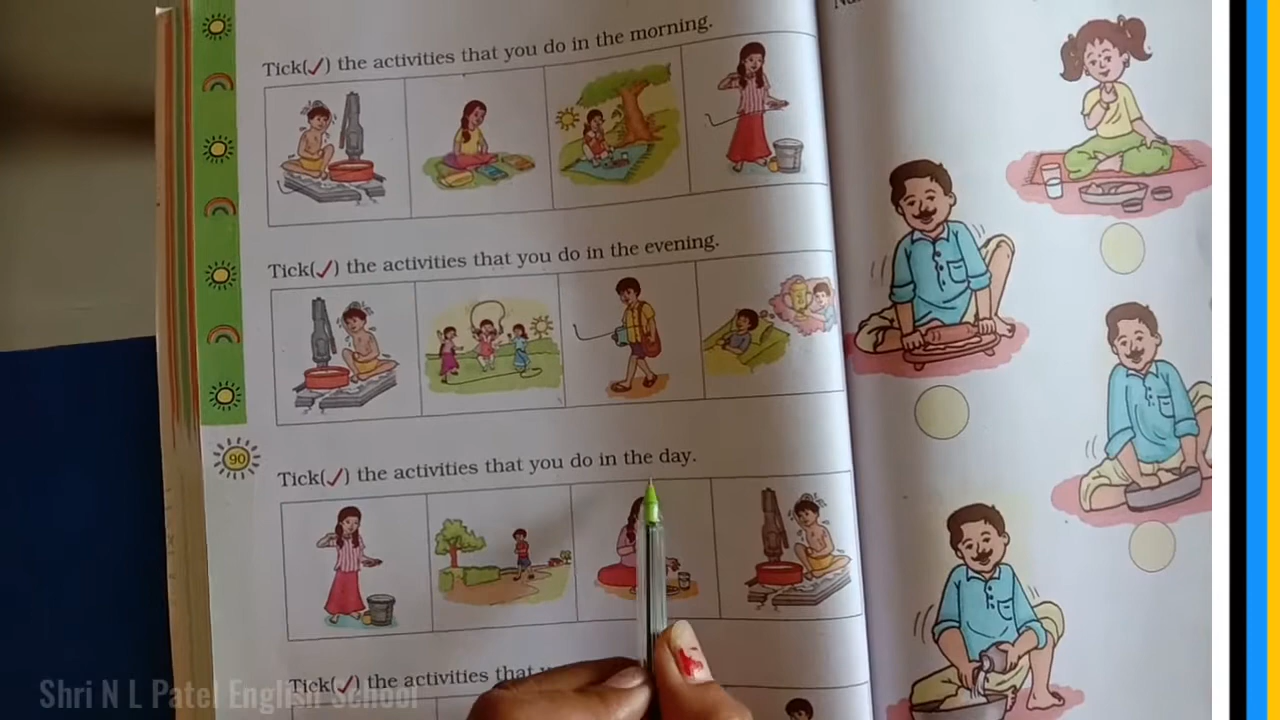 Tick(✓) the activities that you do in the morning.
Tick(✓) the activities that you do in the evening.
90
Tick(✓) the activities that you do in the day.
Tick(✓) the activities that
Shri N L Patel English School